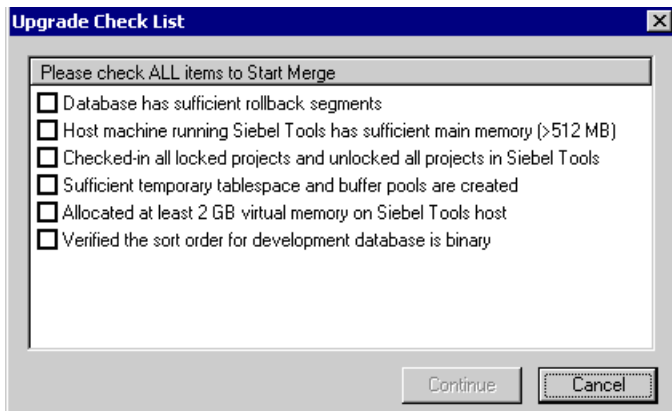 Upgrade Check List
Please check ALL items to Start Merge
Database has sufficient rollback segments
Host machine running Siebel Tools has sufficient main memory (>512 MB)
Checked-in all locked projects and unlocked all projects in Siebel Tools
Sufficient temporary tablespace and buffer pools are created
Allocated at least 2 GB virtual memory on Siebel Tools host
Verified the sort order for development database is binary
Continue Cancel